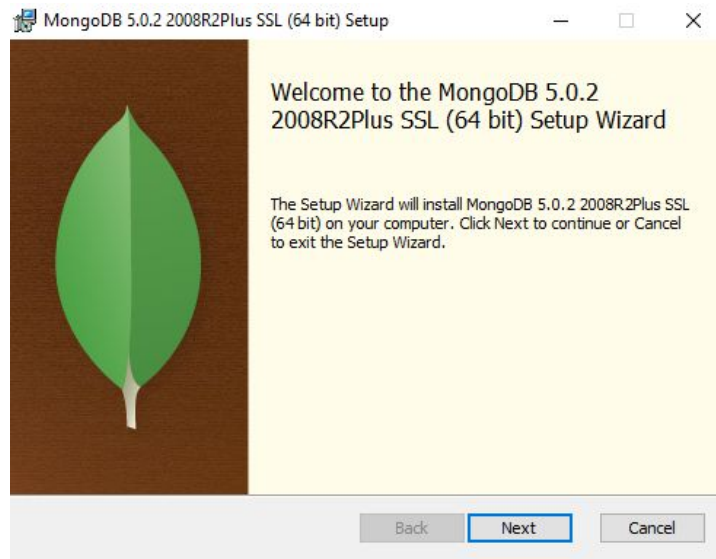 MongoDB 5.0.2 2008R2Plus SSL (64 bit) Setup
Welcome to the MongoDB 5.0.2
2008R2Plus SSL (64 bit) Setup Wizard
The Setup Wizard will install MongoDB 5.0.2 2008R2Plus SSL
(64 bit) on your computer. Click Next to continue or Cancel
to exit the Setup Wizard.
Back Next Cancel